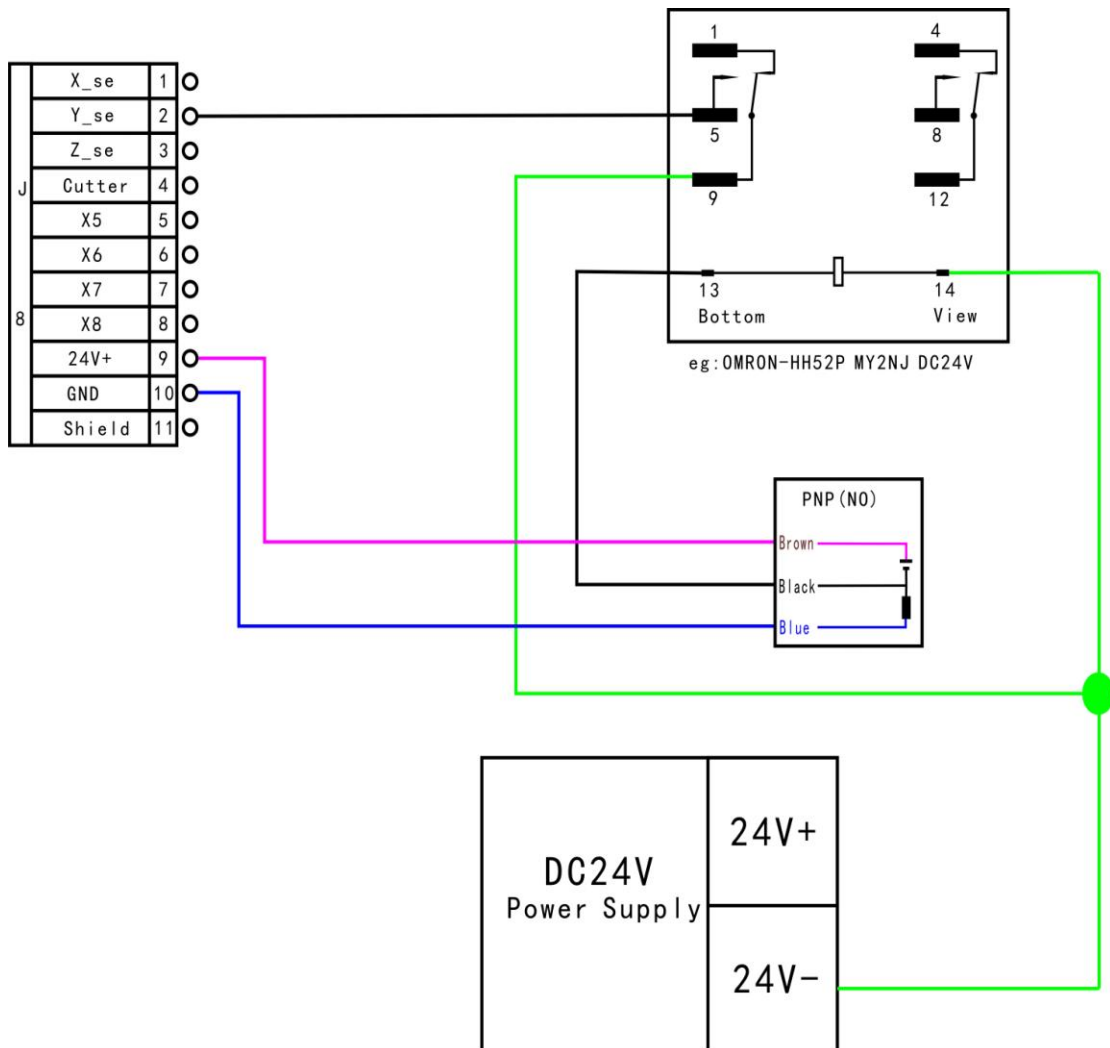 J
8
X_se 1
Y_se 2
Z_se 3
Cutter 4
X5 5
X6 6
X7 7
X8 8
24V+ 9
GND 10
Shield 11
1 4
5 8
9 12
13 14
Bottom View
eg:OMRON-HH52P MY2NJ DC24V
PNP(NO)
Brown
Black
Blue
DC24V
Power Supply
24V+
24V-